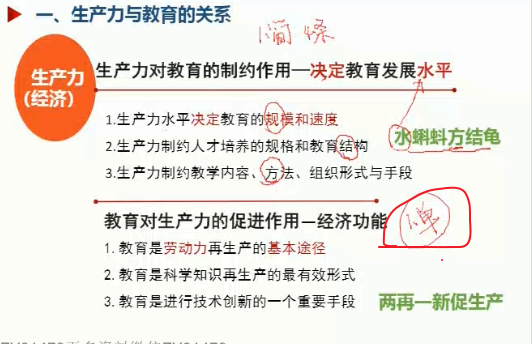 一、生产力与教育的关系
简条
生产力
(经济)
生产力对教育的制约作用—决定教育发展水平
1.生产力水平决定教育的规模和速度
2.生产力制约人才培养的规格和教育结构
3.生产力制约教学内容、方法、组织形式与手段
水蝌蚪方结龟
教育对生产力的促进作用—经济功能
单
1. 教育是劳动力再生产的基本途径
2. 教育是科学知识再生产的最有效形式
3. 教育是进行技术创新的一个重要手段
两再一新促生产